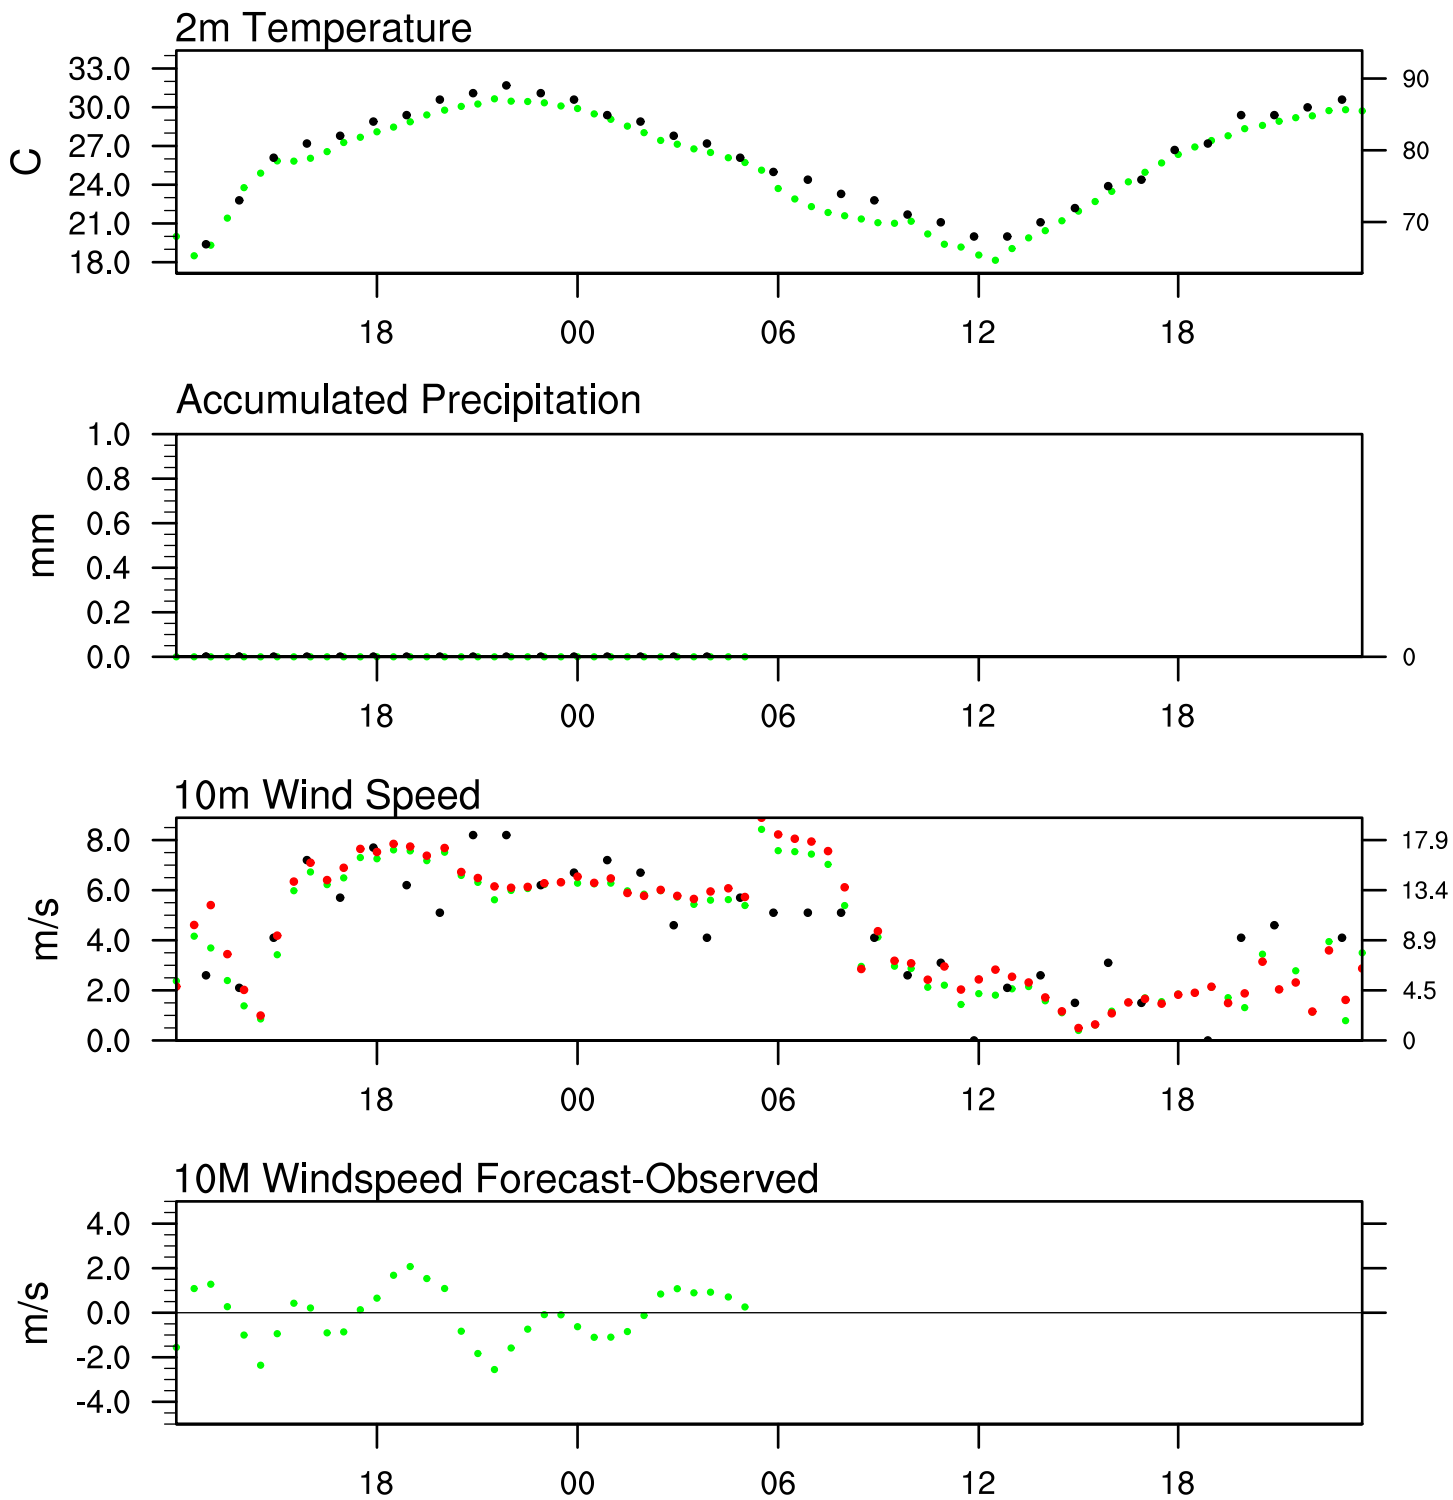 2m Temperature
33.0
30.0
27.0
24.0
21.0
18.0
C
90
80
70
18 00 06 12 18
Accumulated Precipitation
1.0
0.8
0.6
0.4
0.2
0.0
mm
0
18 00 06 12 18
10m Wind Speed
8.0
6.0
4.0
2.0
0.0
m/s
17.9
13.4
8.9
4.5
0
18 00 06 12 18
10M Windspeed Forecast-Observed
4.0
2.0
0.0
-2.0
-4.0
m/s
18 00 06 12 18